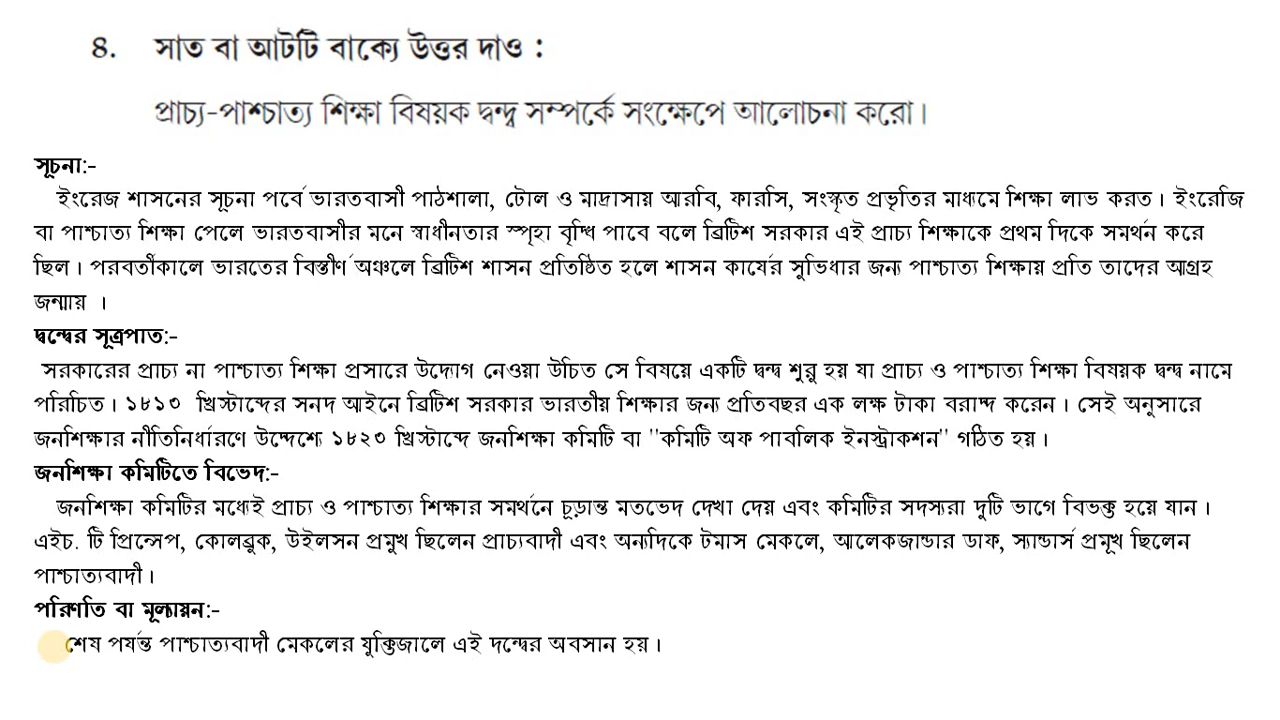 8. সাত বা আটটি বাক্যে উত্তর দাও :
প্রাচ্য-পাশ্চাত্য শিক্ষা বিষয়ক দ্বন্দ্ব সম্পর্কে সংক্ষেপে আলোচনা করো।
সূচনা:-
ইংরেজ শাসনের সূচনা পর্বে ভারতবাসী পাঠশালা, টোল ও মাদ্রাসায় আরবি, ফারসি, সংস্কৃত প্রভৃতির মাধ্যমে শিক্ষা লাভ করত। ইংরেজি
বা পাশ্চাত্য শিক্ষা পেলে ভারতবাসীর মনে স্বাধীনতার স্পৃহা বৃদ্ধি পাবে বলে ব্রিটিশ সরকার এই প্রাচ্য শিক্ষাকে প্রথম দিকে সমর্থন করে
ছিল। পরবর্তীকালে ভারতের বিস্তীর্ণ অঞ্চলে ব্রিটিশ শাসন প্রতিষ্ঠিত হলে শাসন কার্যের সুভিধার জন্য পাশ্চাত্য শিক্ষায় প্রতি তাদের আগ্রহ
জন্মায় ।
দ্বন্দ্বের সূত্রপাত:-
সরকারের প্রাচ্য না পাশ্চাত্য শিক্ষা প্রসারে উদ্যোগ নেওয়া উচিত সে বিষয়ে একটি দ্বন্দ্ব শুরু হয় যা প্রাচ্য ও পাশ্চাত্য শিক্ষা বিষয়ক দ্বন্দ্ব নামে
পরিচিত। ১৮১৩ খ্রিস্টাব্দের সনদ আইনে ব্রিটিশ সরকার ভারতীয় শিক্ষার জন্য প্রতিবছর এক লক্ষ টাকা বরাদ্দ করেন। সেই অনুসারে
জনশিক্ষার নীতিনির্ধারণে উদ্দেশ্যে ১৮২৩ খ্রিস্টাব্দে জনশিক্ষা কমিটি বা "কমিটি অফ পাবলিক ইনস্ট্রাকশন" গঠিত হয়।
জনশিক্ষা কমিটিতে বিভেদ:-
জনশিক্ষা কমিটির মধ্যেই প্রাচ্য ও পাশ্চাত্য শিক্ষার সমর্থনে চূড়ান্ত মতভেদ দেখা দেয় এবং কমিটির সদস্যরা দুটি ভাগে বিভক্ত হয়ে যান।
এইচ. টি প্রিন্সেপ, কোলব্রুক, উইলসন প্রমুখ ছিলেন প্রাচ্যবাদী এবং অন্যদিকে টমাস মেকলে, আলেকজান্ডার ডাফ, স্যান্ডার্স প্রমূখ ছিলেন
পাশ্চাত্যবাদী।
পরিণতি বা মূল্যায়ন:-
শেষ পর্যন্ত পাশ্চাত্যবাদী মেকলের যুক্তিজালে এই দন্দ্বের অবসান হয়।